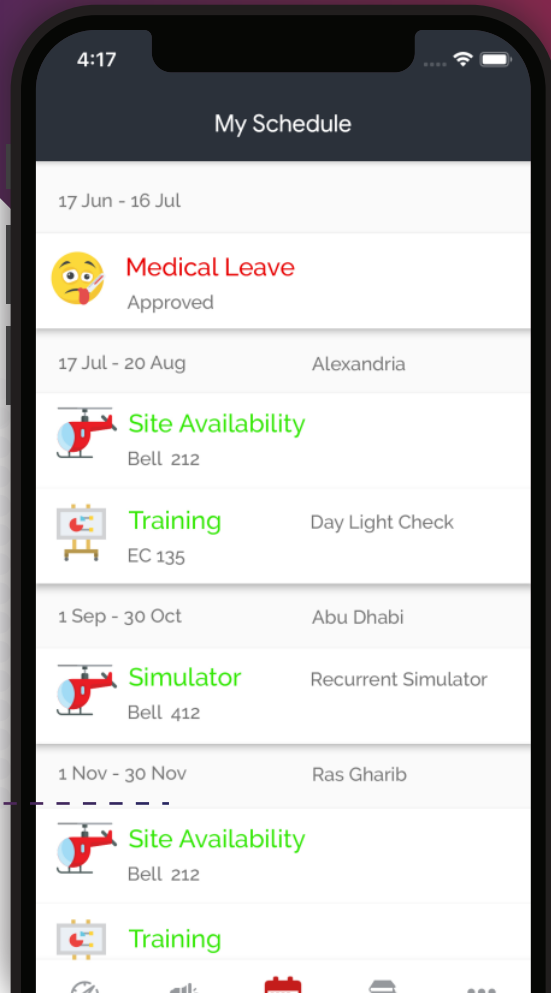 4:17
My Schedule
17 Jun - 16 Jul
Medical Leave
Approved
17 Jul - 20 Aug Alexandria
Site Availability
Bell 212
Training Day Light Check
EC 135
1 Sep - 30 Oct Abu Dhabi
Simulator Recurrent Simulator
Bell 412
1 Nov - 30 Nov Ras Gharib
Site Availability
Bell 212
Training